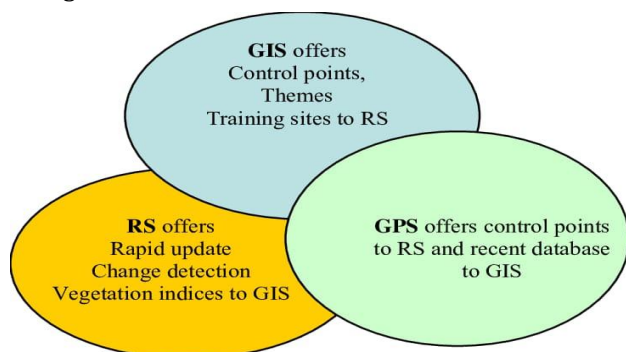 GIS offers
Control points,
Themes
Training sites to RS
RS offers
Rapid update
Change detection
Vegetation indices to GIS
GPS offers control points
to RS and recent database
to GIS